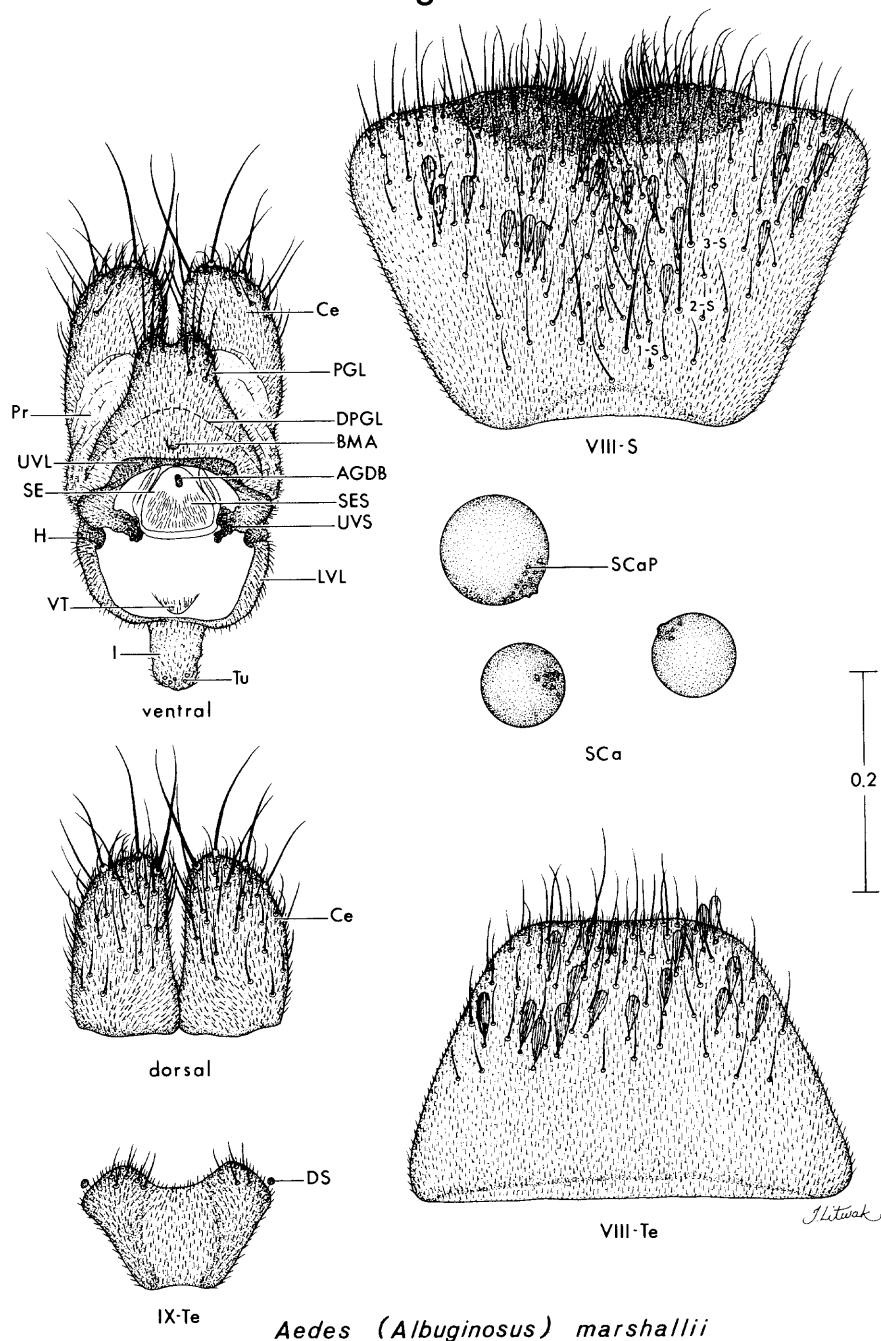 3-S
2-S
1-S
VIII-S
Ce
PGL
Pr
DPGL
BMA
UVL
AGDB
SE
SES
UVS
H
LVL
VT
I
Tu
ventral
SCaP
SCa
0.2
Ce
dorsal
DS
IX-Te
VIII-Te
JLitwak
Aedes (Albuginosus) marshallii